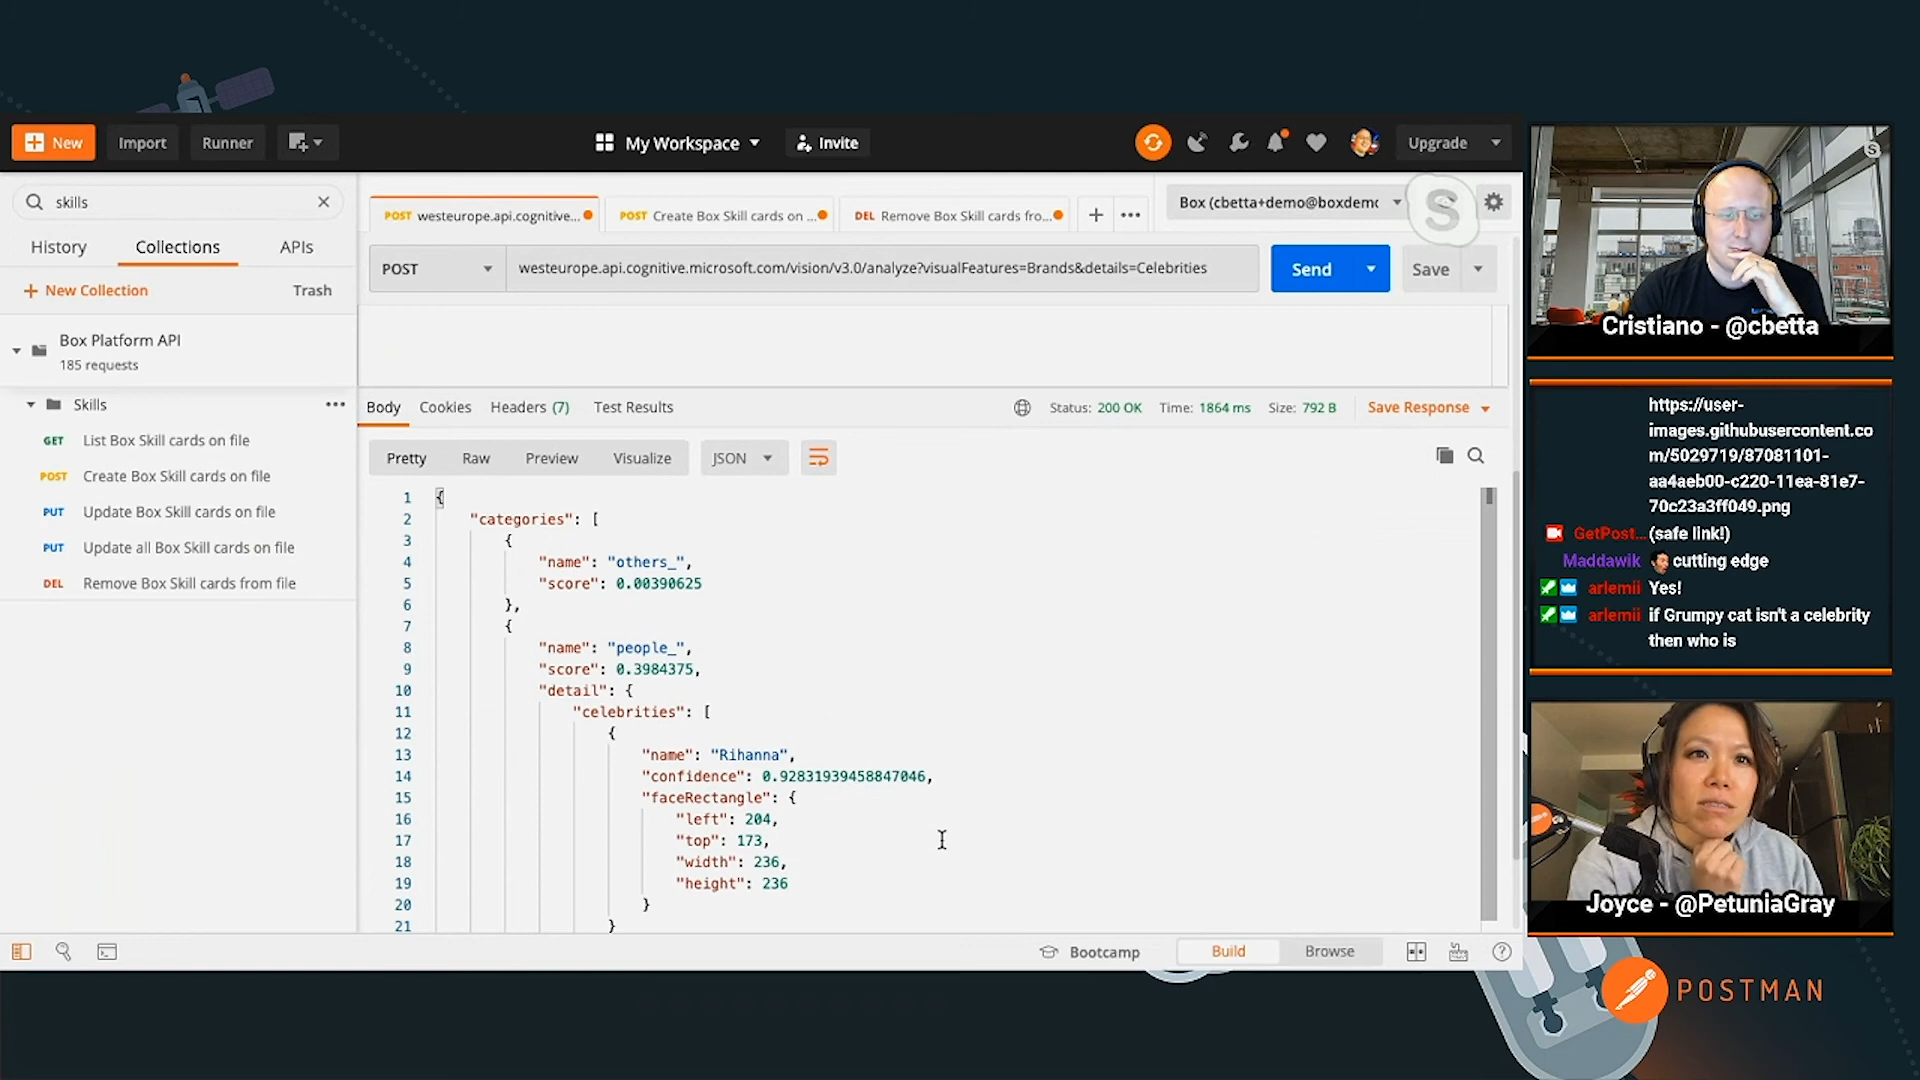 New
Import
Runner
My Workspace
Invite
Upgrade
skills
History
Collections
APIs
New Collection
Trash
Box Platform API
185 requests
Skills
GET List Box Skill cards on file
POST Create Box Skill cards on file
PUT Update Box Skill cards on file
PUT Update all Box Skill cards on file
DEL Remove Box Skill cards from file
POST westeurope.api.cognitive...
POST Create Box Skill cards on ...
DEL Remove Box Skill cards fro...
Box (cbetta+demo@boxdemo
POST
westeurope.api.cognitive.microsoft.com/vision/v3.0/analyze?visualFeatures=Brands&details=Celebrities
Send
Save
Body
Cookies
Headers (7)
Test Results
Status: 200 OK
Time: 1864 ms
Size: 792 B
Save Response
Pretty
Raw
Preview
Visualize
JSON
1 {
2 "categories": [
3 {
4 "name": "others_",
5 "score": 0.00390625
6 },
7 {
8 "name": "people_",
9 "score": 0.3984375,
10 "detail": {
11 "celebrities": [
12 {
13 "name": "Rihanna",
14 "confidence": 0.92831939458847046,
15 "faceRectangle": {
16 "left": 204,
17 "top": 173,
18 "width": 236,
19 "height": 236
20 }
21 }
Bootcamp
Build
Browse
S
S
Cristiano - @cbetta
https://user-
images.githubusercontent.co
m/5029719/87081101-
aa4aeb00-c220-11ea-81e7-
70c23a3ff049.png
GetPost... (safe link!)
Maddawik cutting edge
arlemii Yes!
arlemii if Grumpy cat isn't a celebrity
then who is
Joyce - @PetuniaGray
POSTMAN